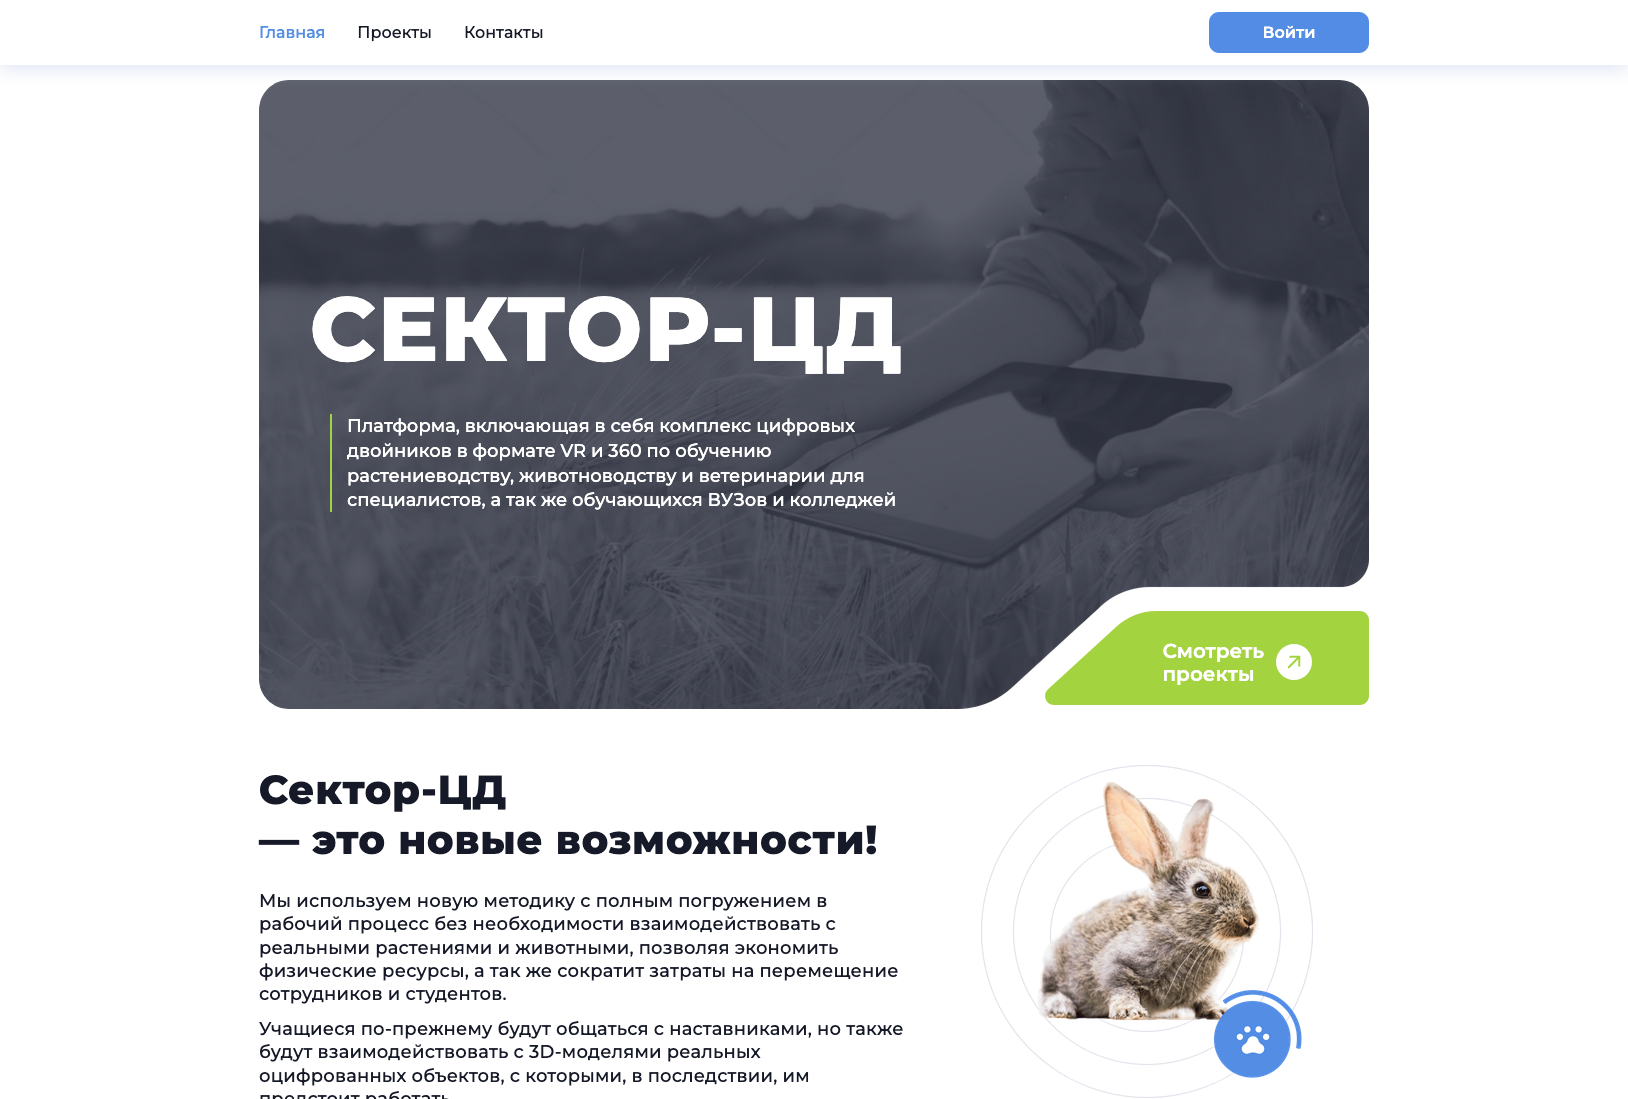 Главная
Проекты
Контакты
Войти
СЕКТОР-ЦД
Платформа, включающая в себя комплекс цифровых
двойников в формате VR и 360 по обучению
растениеводству, животноводству и ветеринарии для
специалистов, а так же обучающихся ВУЗов и колледжей
Смотреть
проекты
Сектор-ЦД
— это новые возможности!
Мы используем новую методику с полным погружением в
рабочий процесс без необходимости взаимодействовать с
реальными растениями и животными, позволяя экономить
физические ресурсы, а так же сократит затраты на перемещение
сотрудников и студентов.
Учащиеся по-прежнему будут общаться с наставниками, но также
будут взаимодействовать с 3D-моделями реальных
оцифрованных объектов, с которыми, в последствии, им
предстоит работать